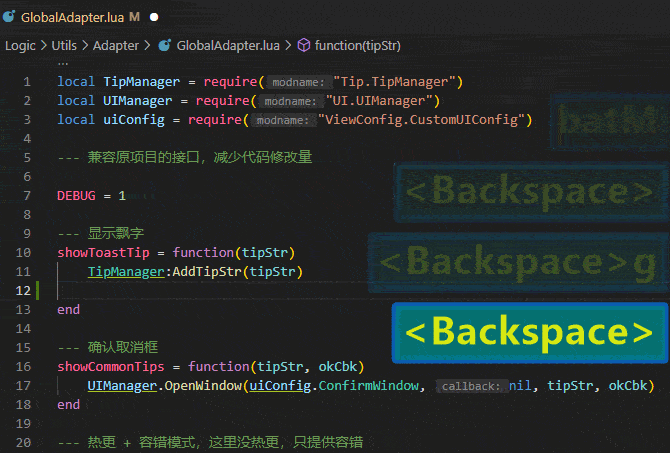 GlobalAdapter.lua M
Logic > Utils > Adapter > GlobalAdapter.lua > function(tipStr)
...
1 local TipManager = require(modname: "Tip.TipManager")
2 local UIManager = require(modname: "UI.UIManager")
3 local uiConfig = require(modname: "ViewConfig.CustomUIConfig")
4
5 --- 兼容原项目的接口，减少代码修改量
6
7 DEBUG = 1
8
9 --- 显示飘字
10 showToastTip = function(tipStr)
11 TipManager:AddTipStr(tipStr)
12
13 end
14
15 --- 确认取消框
16 showCommonTips = function(tipStr, okCbk)
17 UIManager.OpenWindow(uiConfig.ConfirmWindow, callback: nil, tipStr, okCbk)
18 end
19
20 --- 热更 + 容错模式，这里没热更，只提供容错
batM
<Backspace>
<Backspace>g
<Backspace>